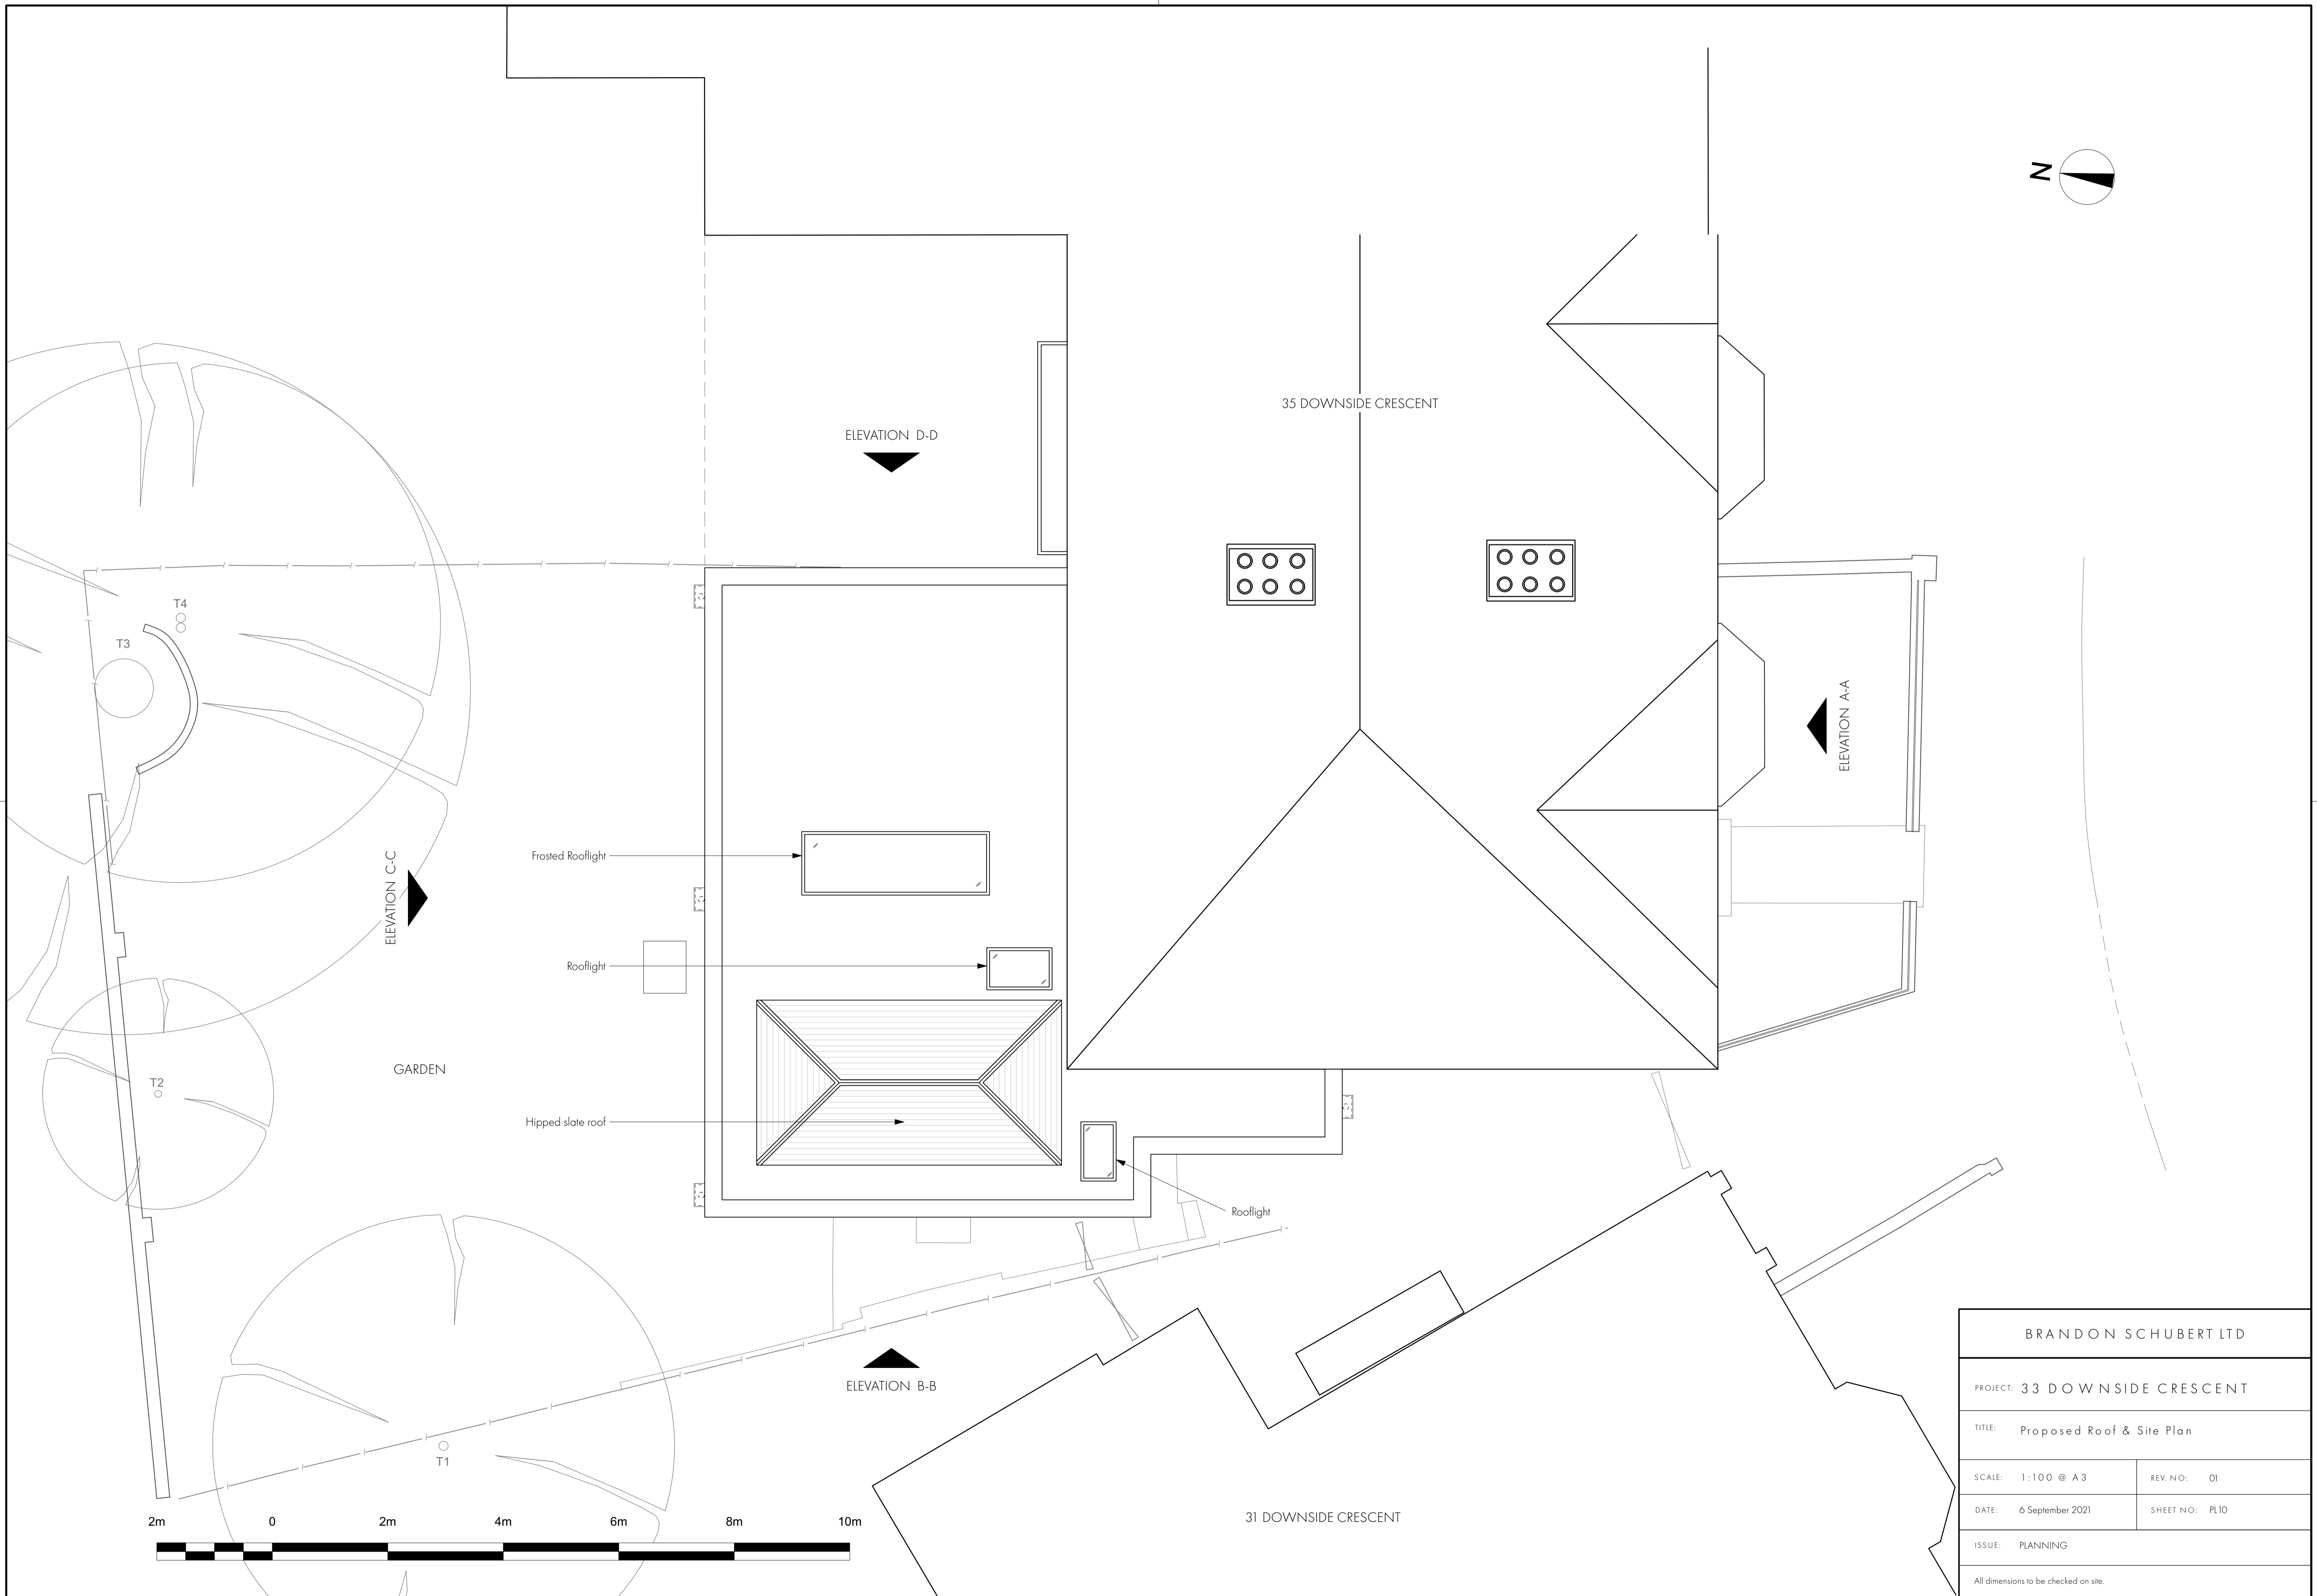 N
35 DOWNSIDE CRESCENT
ELEVATION D-D
T4
T3
ELEVATION A-A
Frosted Rooflight
ELEVATION C-C
Rooflight
GARDEN
T2
Hipped slate roof
Rooflight
ELEVATION B-B
T1
31 DOWNSIDE CRESCENT
2m 0 2m 4m 6m 8m 10m
BRANDON SCHUBERT LTD
PROJECT: 33 DOWNSIDE CRESCENT
TITLE: Proposed Roof & Site Plan
SCALE: 1:100 @ A3 REV. NO: 01
DATE: 6 September 2021 SHEET NO: PL10
ISSUE: PLANNING
All dimensions to be checked on site.